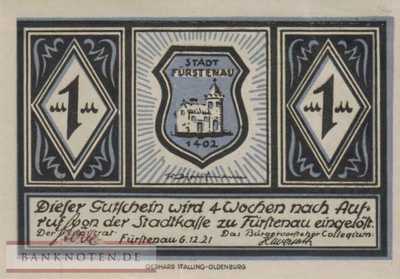 STADT
FÜRSTENAU
1 1
M M M M
1402
Dieser Gutschein wird 4 Wochen nach Auf-
ruf von der Stadtkasse zu Fürstenau eingelöst.
Der Magistrat Das Bürgervorsteher Collegium:
Fürstenau 6.12.21
GERHARD STALLING-OLDENBURG
BANKNOTEN.DE